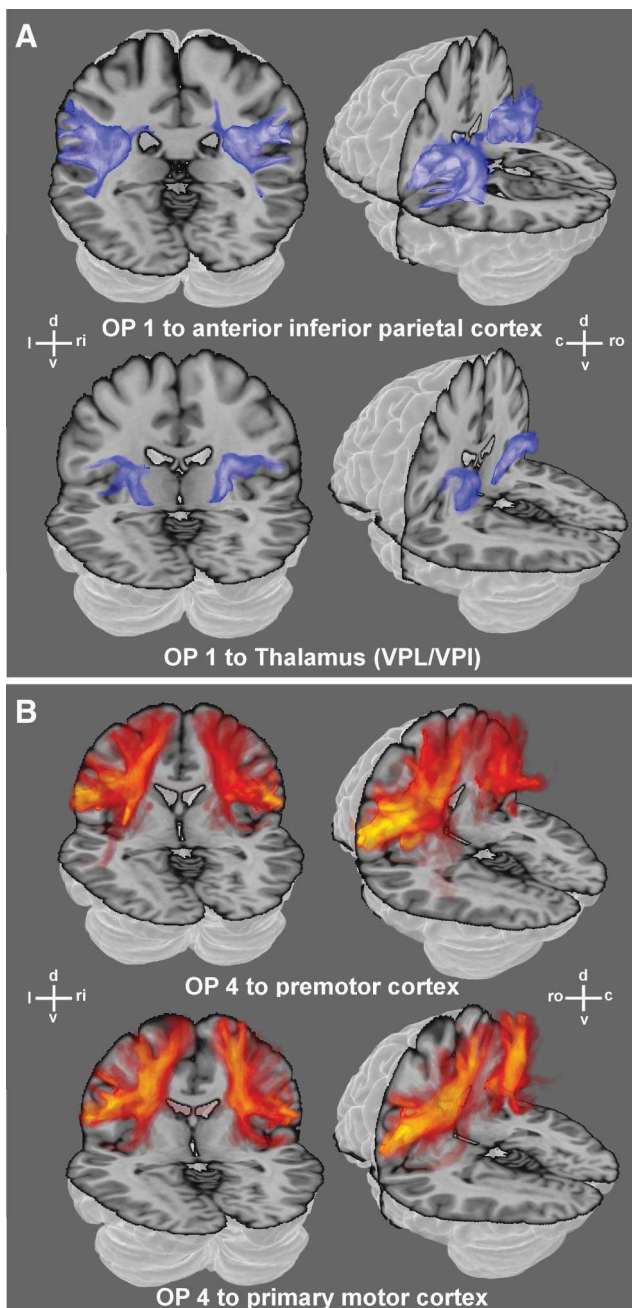 A
OP 1 to anterior inferior parietal cortex
d
l ri
v
d
c ro
v
OP 1 to Thalamus (VPL/VPI)
B
OP 4 to premotor cortex
d
l ri
v
d
ro c
v
OP 4 to primary motor cortex